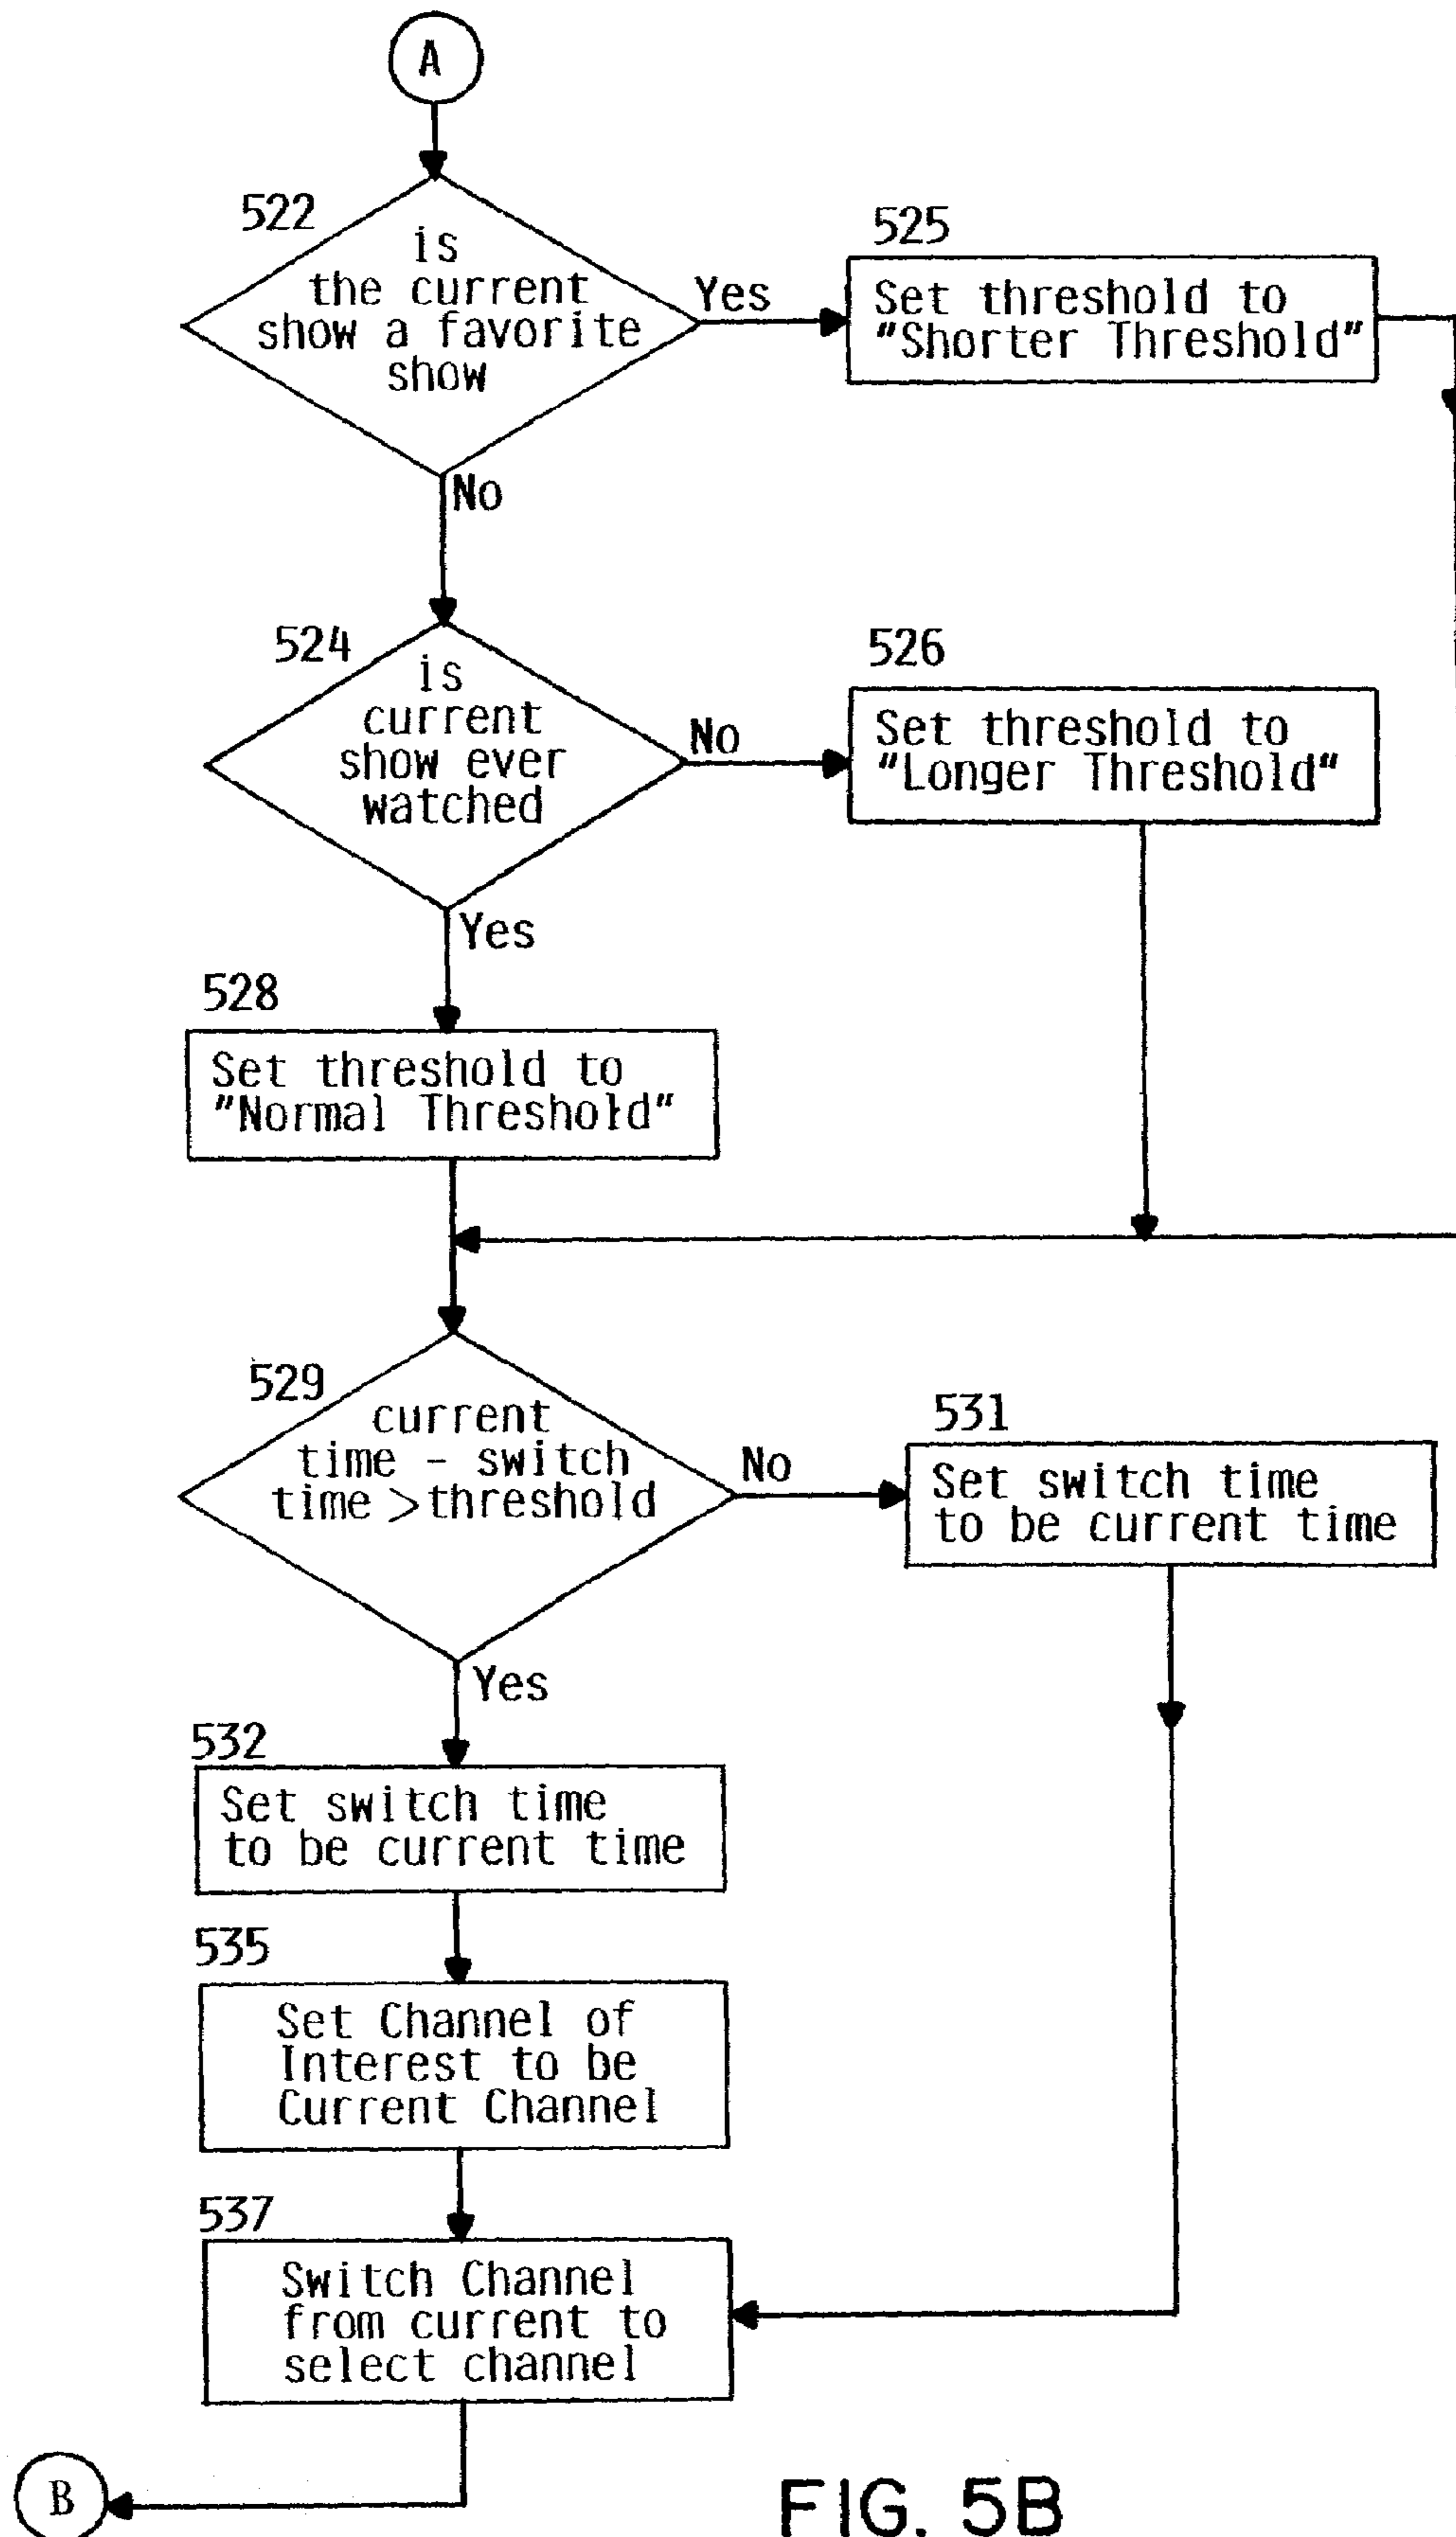 A
522
is
the current
show a favorite
show
Yes
525
Set threshold to
"Shorter Threshold"
No
524
is
current
show ever
watched
No
526
Set threshold to
"Longer Threshold"
Yes
528
Set threshold to
"Normal Threshold"
529
current
time - switch
time > threshold
No
531
Set switch time
to be current time
Yes
532
Set switch time
to be current time
535
Set Channel of
Interest to be
Current Channel
537
Switch Channel
from current to
select channel
B
FIG. 5B